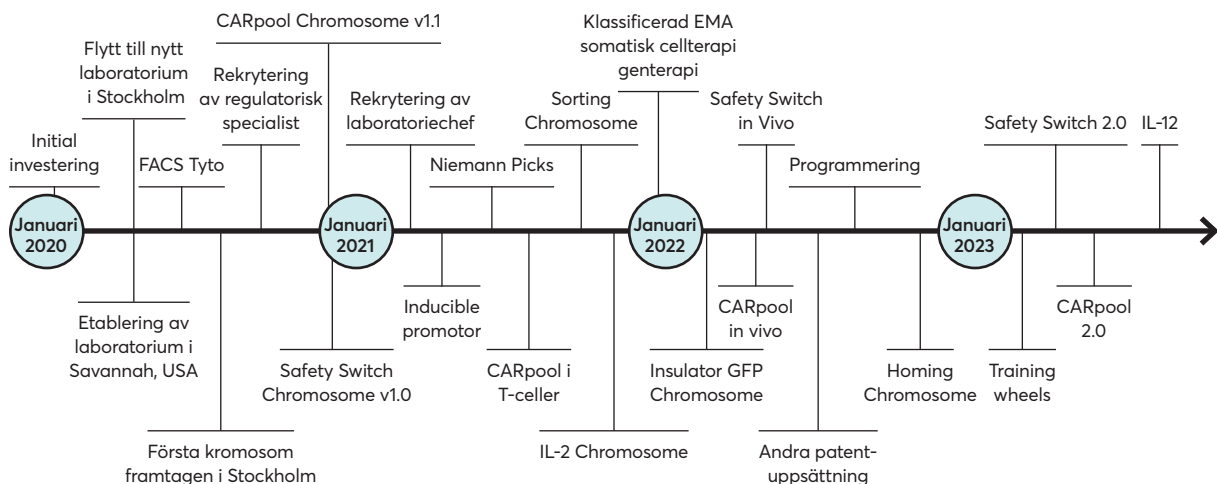 CARpool Chromosome v1.1
Klassificerad EMA
somatisk cellterapi
genterapi
Flytt till nytt
laboratorium
i Stockholm
Rekrytering
av regulatorisk
specialist
Rekrytering av
laboratoriechef
Sorting
Chromosome
Safety Switch
in Vivo
Safety Switch 2.0
IL-12
Initial
investering
FACS Tyto
Niemann Picks
Programmering
Januari
2020
Januari
2021
Januari
2022
Januari
2023
Etablering av
laboratorium i
Savannah, USA
Inducible
promotor
CARpool
in vivo
CARpool
2.0
Safety Switch
Chromosome v1.0
CARpool i
T-celler
Insulator GFP
Chromosome
Homing
Chromosome
Training
wheels
Första kromosom
framtagen i Stockholm
IL-2 Chromosome
Andra patent-
uppsättning